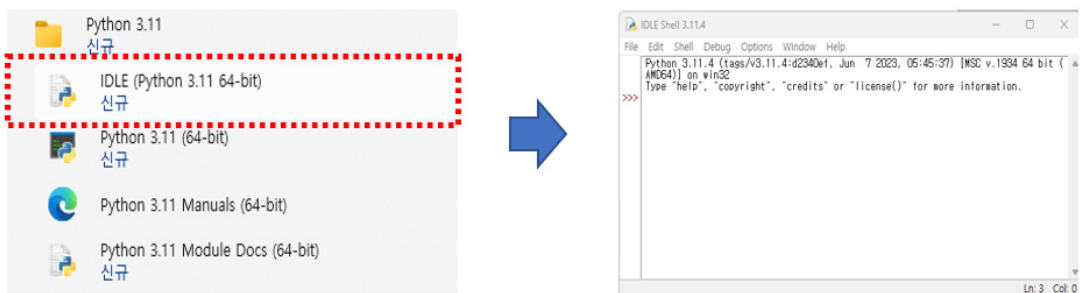 Python 3.11
신규
IDLE (Python 3.11 64-bit)
신규
Python 3.11 (64-bit)
신규
Python 3.11 Manuals (64-bit)
Python 3.11 Module Docs (64-bit)
신규
IDLE Shell 3.11.4
File Edit Shell Debug Options Window Help
Python 3.11.4 (tags/v3.11.4:d2340ef, Jun 7 2023, 05:45:37) [MSC v.1934 64 bit (
AMD64)] on win32
Type "help", "copyright", "credits" or "license()" for more information.
>>>
Ln: 3 Col: 0